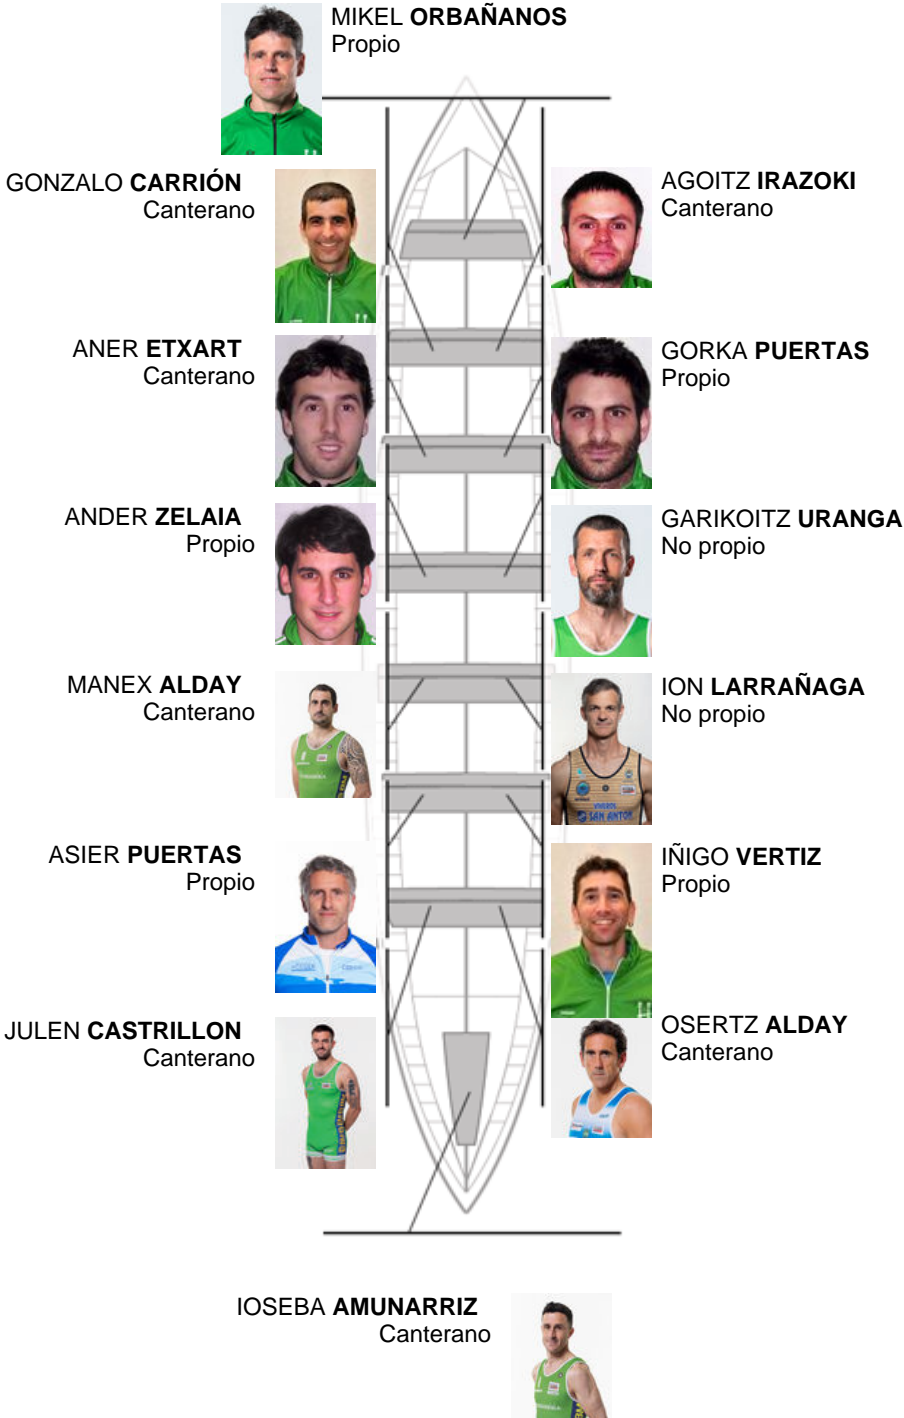 MIKEL ORBAÑANOS
Propio
GONZALO CARRIÓN
Canterano
AGOITZ IRAZOKI
Canterano
ANER ETXART
Canterano
GORKA PUERTAS
Propio
ANDER ZELAIA
Propio
GARIKOITZ URANGA
No propio
MANEX ALDAY
Canterano
ION LARRAÑAGA
No propio
SAN ANTON
ASIER PUERTAS
Propio
IÑIGO VERTIZ
Propio
JULEN CASTRILLON
Canterano
OSERTZ ALDAY
Canterano
IOSEBA AMUNARRIZ
Canterano